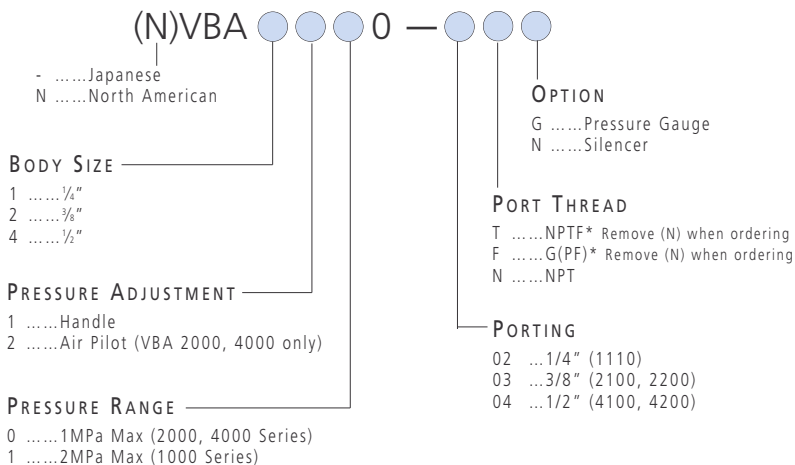 (N)VBA 0 –
- ......Japanese
N ......North American
BODY SIZE
1 ......¼"
2 ......⅜"
4 ......½"
PRESSURE ADJUSTMENT
1 ......Handle
2 ......Air Pilot (VBA 2000, 4000 only)
PRESSURE RANGE
0 ......1MPa Max (2000, 4000 Series)
1 ......2MPa Max (1000 Series)
OPTION
G ......Pressure Gauge
N ......Silencer
PORT THREAD
T ......NPTF* Remove (N) when ordering
F ......G(PF)* Remove (N) when ordering
N ......NPT
PORTING
02 ...1/4" (1110)
03 ...3/8" (2100, 2200)
04 ...1/2" (4100, 4200)